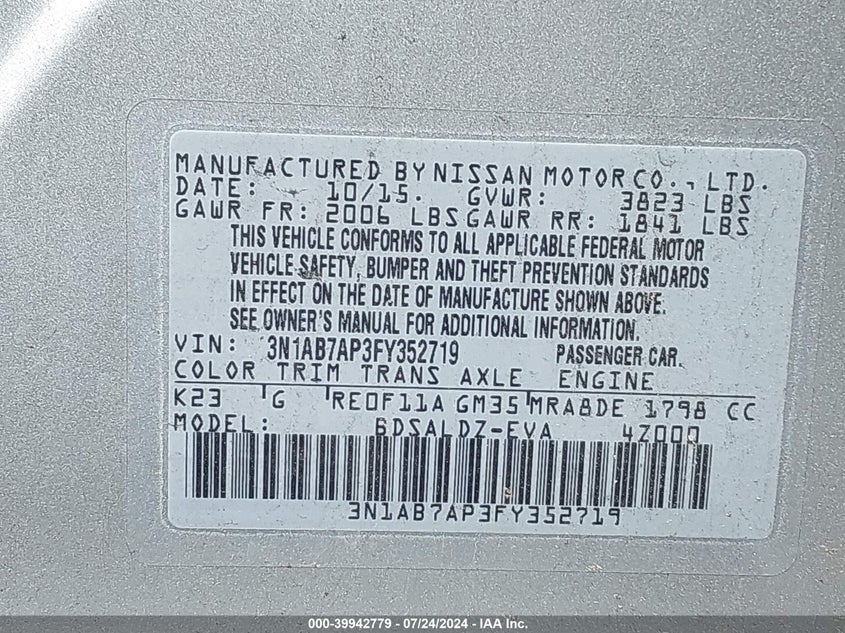 MANUFACTURED BY NISSAN MOTOR CO., LTD.
DATE: 10/15. GVWR: 3823 LBS
GAWR FR: 2006 LBS GAWR RR: 1841 LBS
THIS VEHICLE CONFORMS TO ALL APPLICABLE FEDERAL MOTOR
VEHICLE SAFETY, BUMPER AND THEFT PREVENTION STANDARDS
IN EFFECT ON THE DATE OF MANUFACTURE SHOWN ABOVE.
SEE OWNER'S MANUAL FOR ADDITIONAL INFORMATION.
VIN: 3N1AB7AP3FY352719 PASSENGER CAR.
COLOR TRIM TRANS AXLE ENGINE
K23 G RE0F11A GM35 MRA8DE 1798 CC
MODEL: BDSALDZ-EVA 4Z000
3N1AB7AP3FY352719
000-39942779 - 07/24/2024 - IAA Inc.